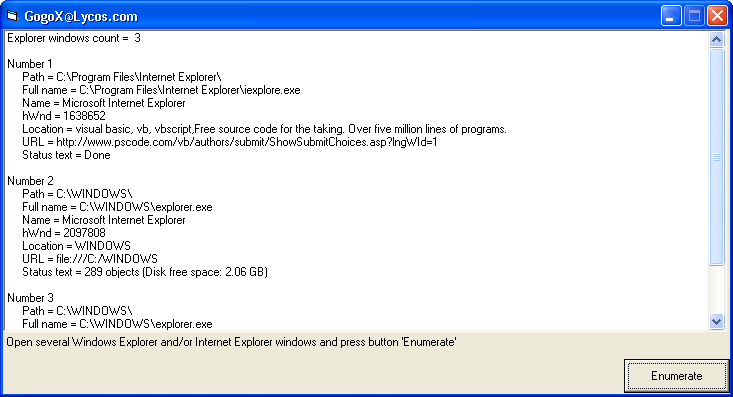 GogoX@Lycos.com
Explorer windows count =  3
Number 1
Path = C:\Program Files\Internet Explorer\
Full name = C:\Program Files\Internet Explorer\iexplore.exe
Name = Microsoft Internet Explorer
hWnd = 1638652
Location = visual basic, vb, vbscript,Free source code for the taking. Over five million lines of programs.
URL = http://www.pscode.com/vb/authors/submit/ShowSubmitChoices.asp?lngWId=1
Status text = Done
Number 2
Path = C:\WINDOWS\
Full name = C:\WINDOWS\explorer.exe
Name = Microsoft Internet Explorer
hWnd = 2097808
Location = WINDOWS
URL = file:///C:/WINDOWS
Status text = 289 objects (Disk free space: 2.06 GB)
Number 3
Path = C:\WINDOWS\
Full name = C:\WINDOWS\explorer.exe
Open several Windows Explorer and/or Internet Explorer windows and press button 'Enumerate'
Enumerate